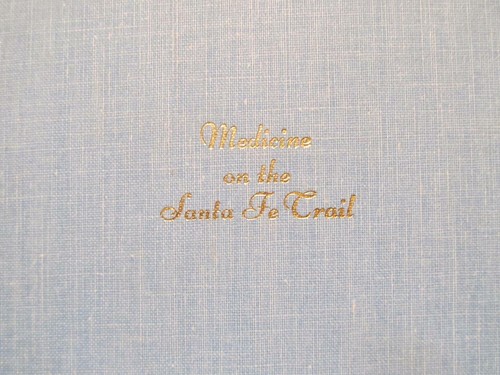 Medicine
on the
Santa Fe Trail